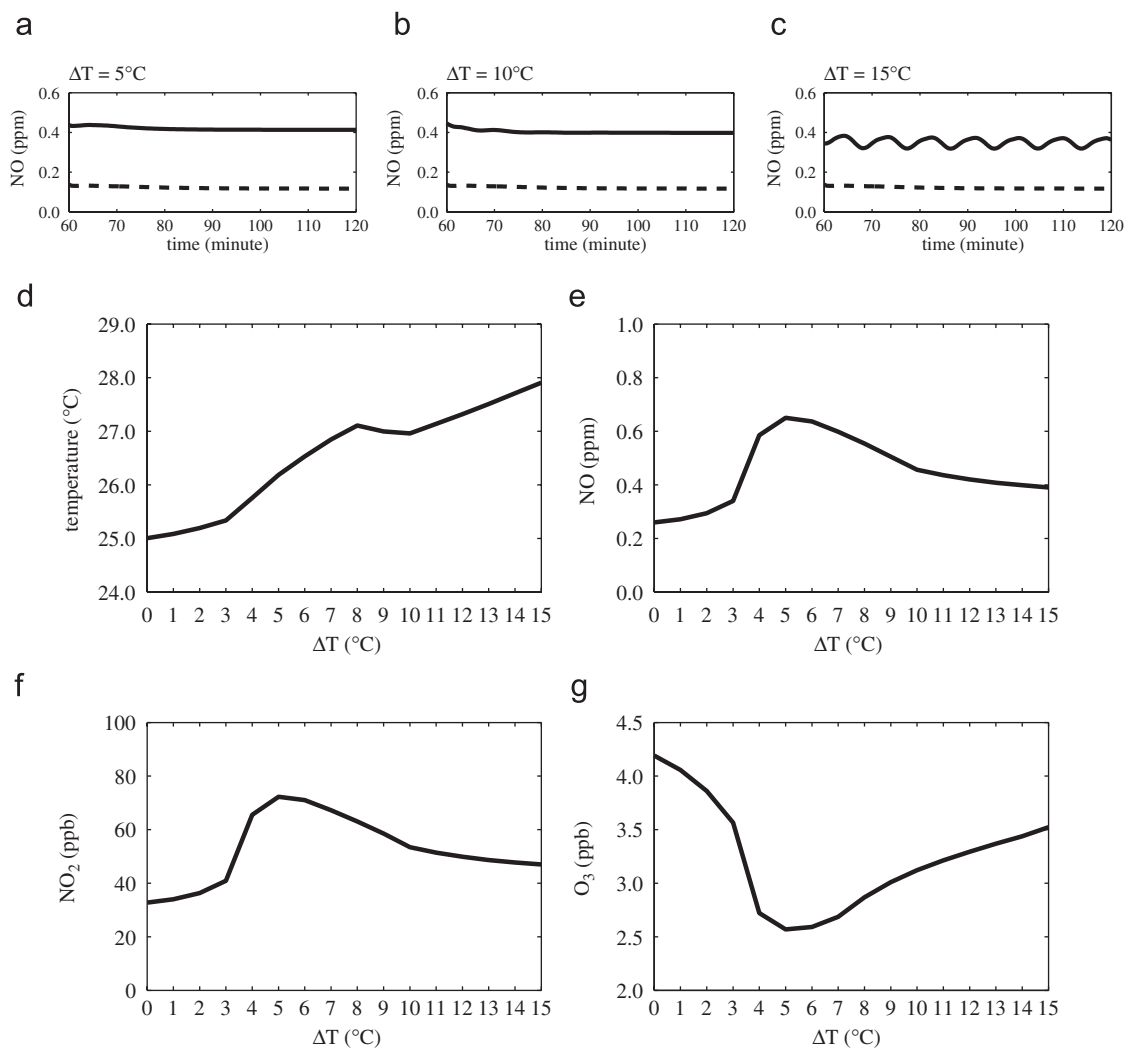 a
b
c
ΔT = 5°C
ΔT = 10°C
ΔT = 15°C
NO (ppm)
0.6
0.4
0.2
0.0
60 70 80 90 100 110 120
time (minute)
NO (ppm)
0.6
0.4
0.2
0.0
60 70 80 90 100 110 120
time (minute)
NO (ppm)
0.6
0.4
0.2
0.0
60 70 80 90 100 110 120
time (minute)
d
temperature (°C)
29.0
28.0
27.0
26.0
25.0
24.0
0 1 2 3 4 5 6 7 8 9 10 11 12 13 14 15
ΔT (°C)
e
NO (ppm)
1.0
0.8
0.6
0.4
0.2
0.0
0 1 2 3 4 5 6 7 8 9 10 11 12 13 14 15
ΔT (°C)
f
NO₂ (ppb)
100
80
60
40
20
0
0 1 2 3 4 5 6 7 8 9 10 11 12 13 14 15
ΔT (°C)
g
O₃ (ppb)
4.5
4.0
3.5
3.0
2.5
2.0
0 1 2 3 4 5 6 7 8 9 10 11 12 13 14 15
ΔT (°C)